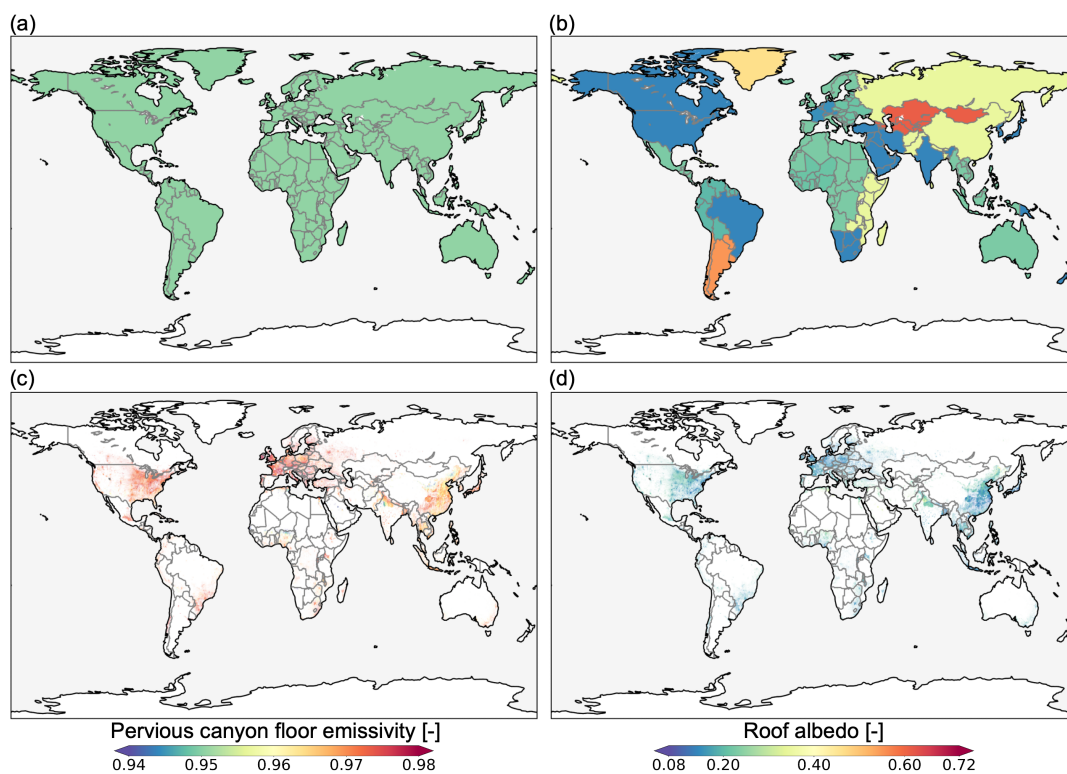 (a)
(b)
(c)
(d)
Pervious canyon floor emissivity [-]
0.94 0.95 0.96 0.97 0.98
Roof albedo [-]
0.08 0.20 0.40 0.60 0.72